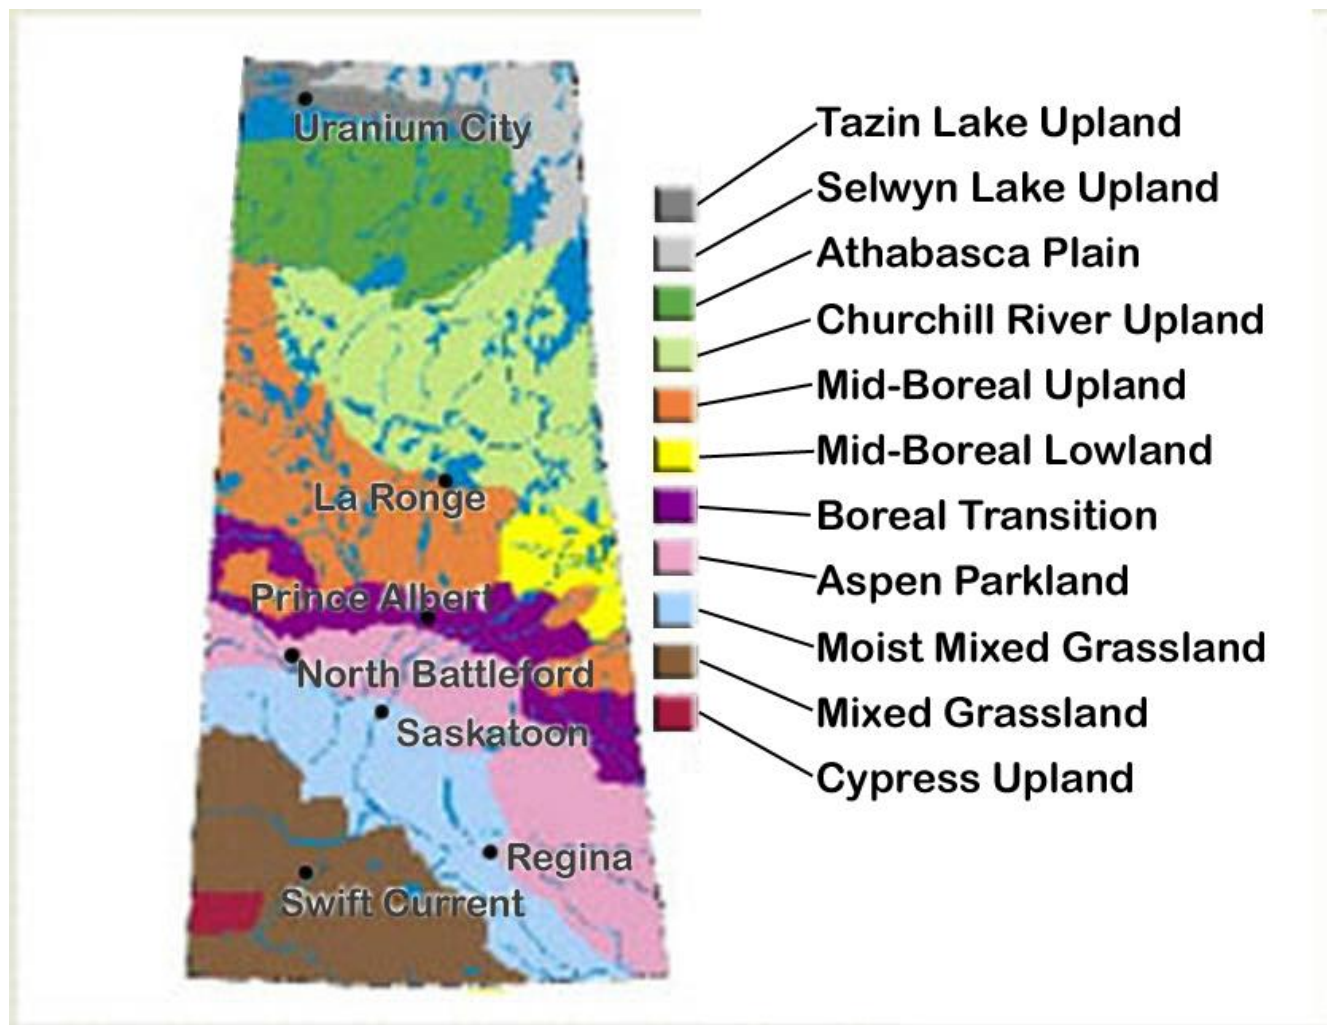 Uranium City
La Ronge
Prince Albert
North Battleford
Saskatoon
Regina
Swift Current
Tazin Lake Upland
Selwyn Lake Upland
Athabasca Plain
Churchill River Upland
Mid-Boreal Upland
Mid-Boreal Lowland
Boreal Transition
Aspen Parkland
Moist Mixed Grassland
Mixed Grassland
Cypress Upland